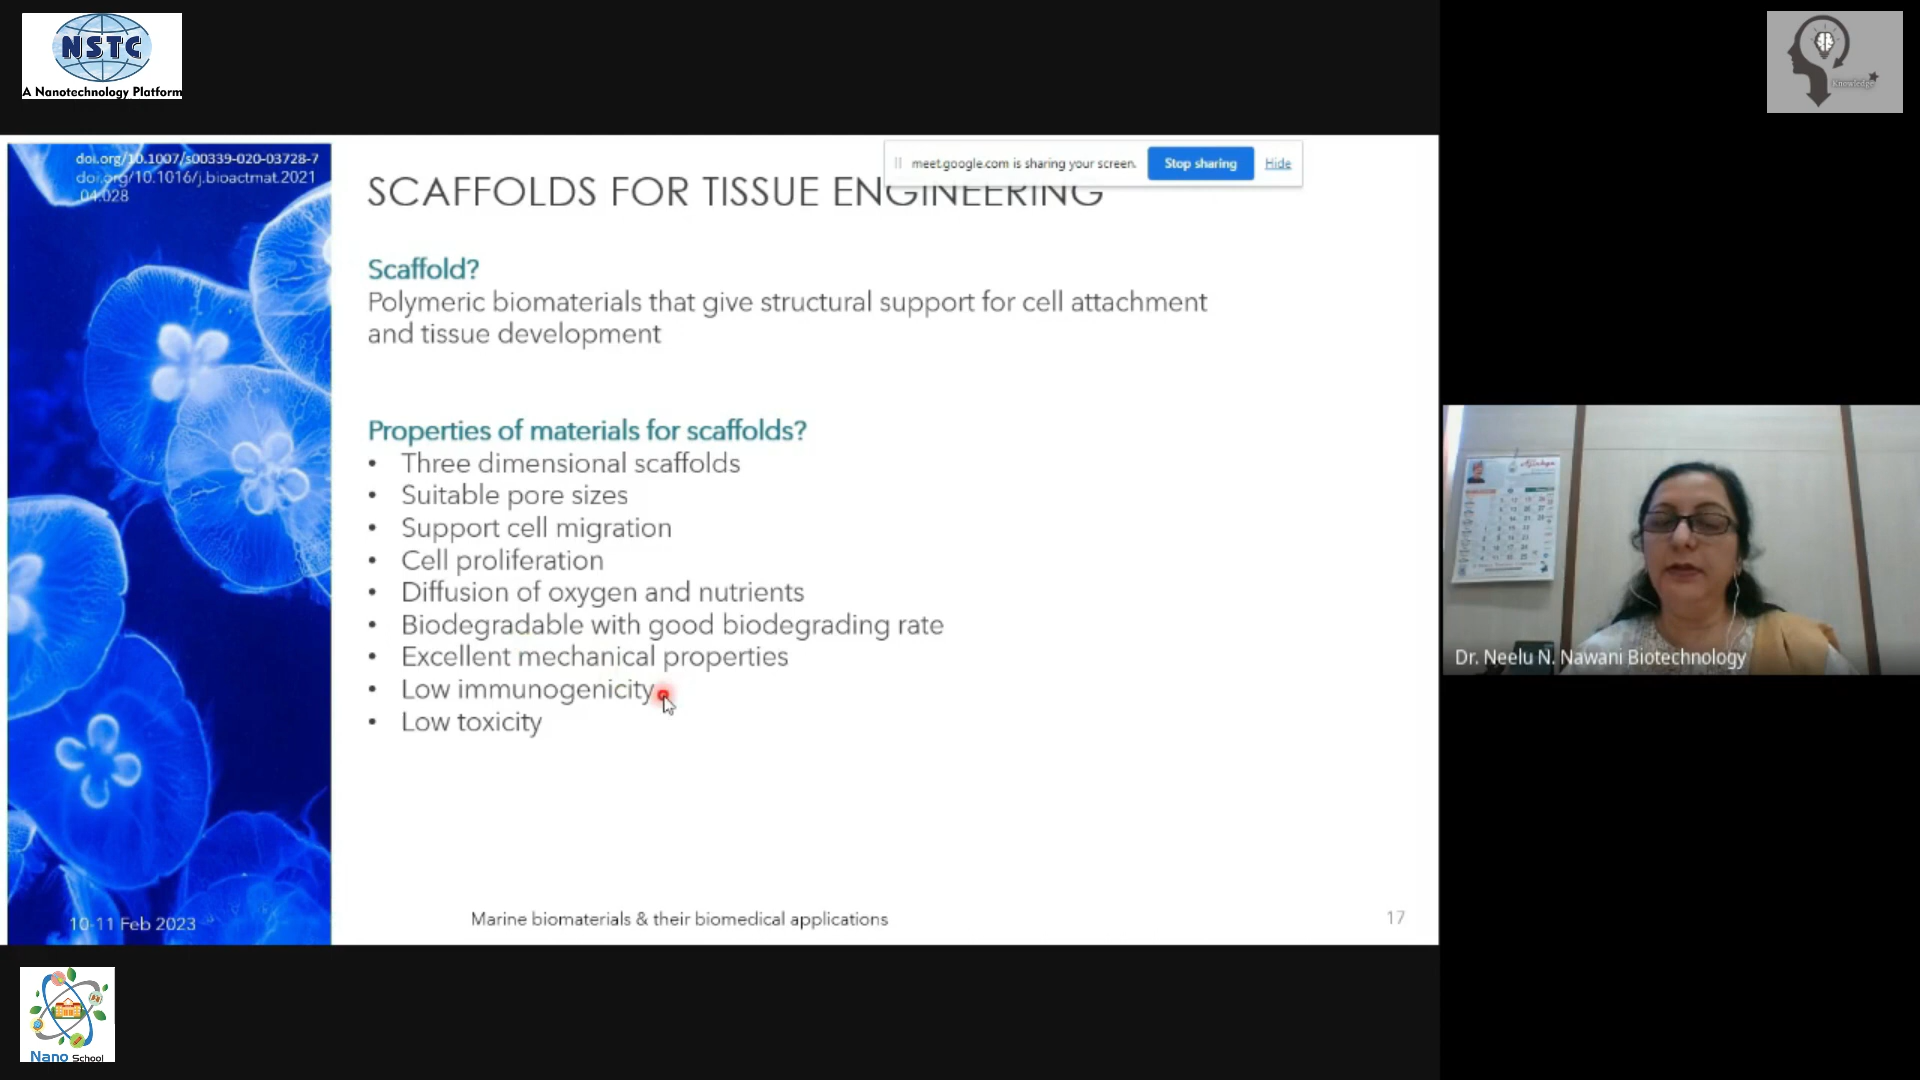 NSTC
A Nanotechnology Platform
Knowledge
doi.org/10.1007/s00339-020-03728-7
doi.org/10.1016/j.bioactmat.2021
04.028
meet.google.com is sharing your screen.
Stop sharing
Hide
SCAFFOLDS FOR TISSUE ENGINEERING
Scaffold?
Polymeric biomaterials that give structural support for cell attachment
and tissue development
Properties of materials for scaffolds?
• Three dimensional scaffolds
• Suitable pore sizes
• Support cell migration
• Cell proliferation
• Diffusion of oxygen and nutrients
• Biodegradable with good biodegrading rate
• Excellent mechanical properties
• Low immunogenicity
• Low toxicity
10-11 Feb 2023
Marine biomaterials & their biomedical applications
17
Dr. Neelu N. Nawani Biotechnology
Nano School